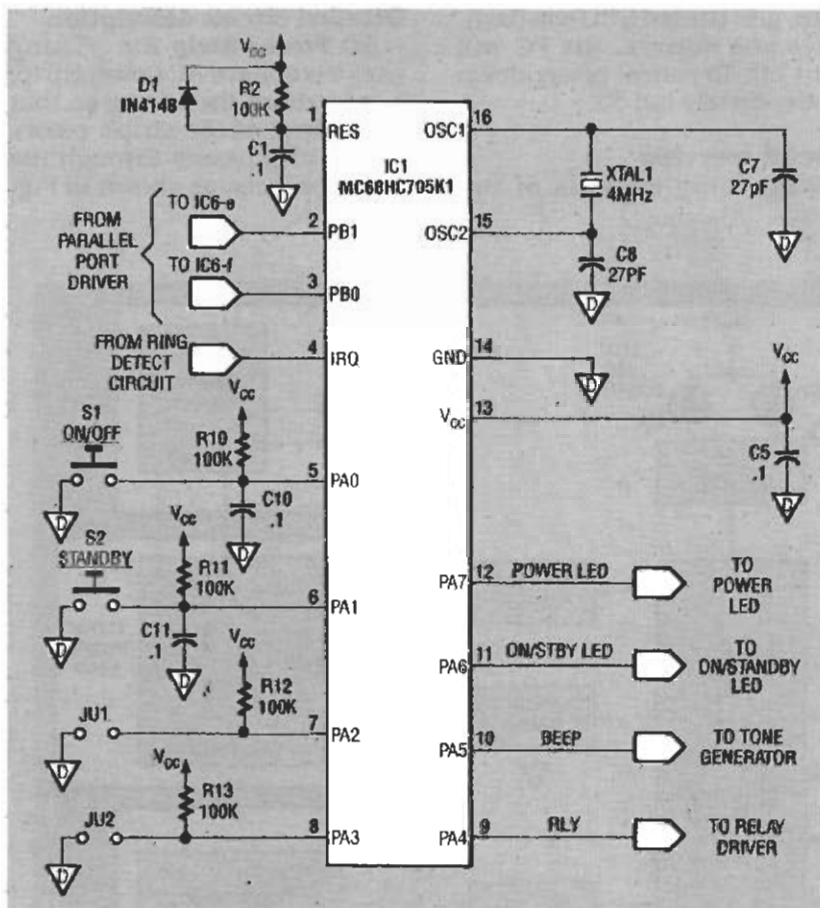 VCC
D1
IN4148
R2
100K
1
RES
C1
.1
D
IC1
MC68HC705K1
16
OSC1
XTAL1
4MHz
C7
27pF
D
15
OSC2
C8
27PF
D
FROM
PARALLEL
PORT
DRIVER
TO IC6-e
2
PB1
TO IC6-f
3
PB0
FROM RING
DETECT
CIRCUIT
4
IRQ
GND
14
D
VCC
13
VCC
C5
.1
D
S1
ON/OFF
VCC
R10
100K
5
PA0
C10
.1
D
D
S2
STANDBY
VCC
R11
100K
6
PA1
C11
.1
D
D
JU1
VCC
R12
100K
7
PA2
D
JU2
VCC
R13
100K
8
PA3
D
PA7
12
POWER LED
TO
POWER
LED
PA6
11
ON/STBY LED
TO
ON/STANDBY
LED
PA5
10
BEEP
TO TONE
GENERATOR
PA4
9
RLY
TO RELAY
DRIVER